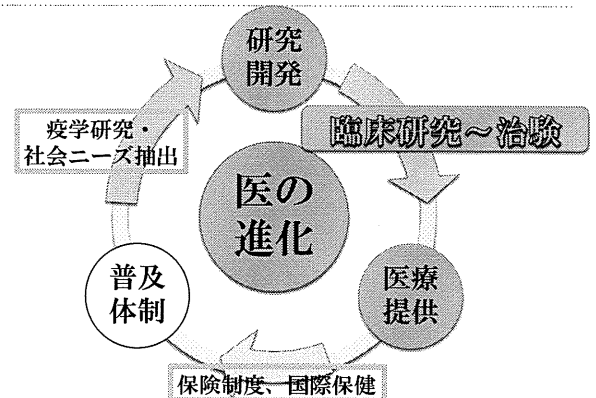 研究
開発
疫学研究・
社会ニーズ抽出
臨床研究～治験
医の
進化
普及
体制
医療
提供
保険制度、国際保健